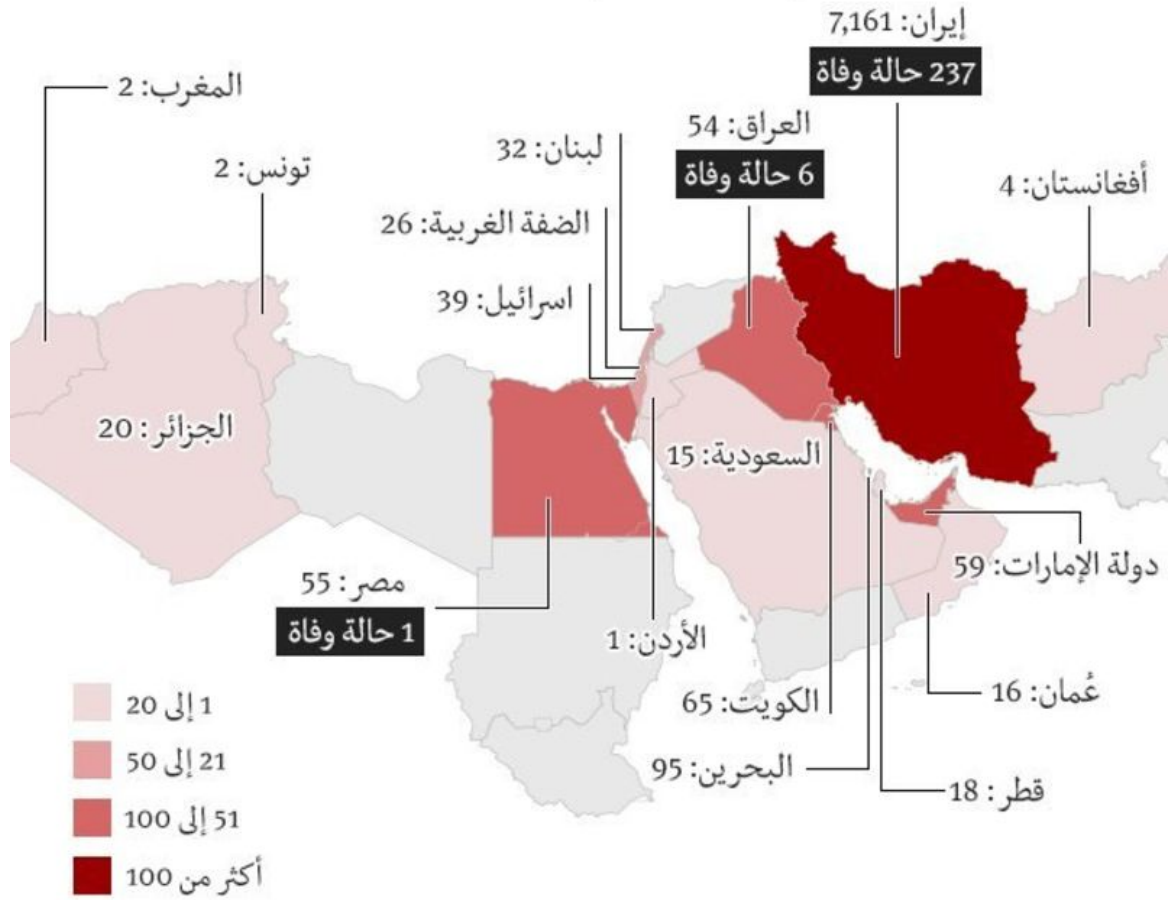 إيران: 7,161
237 حالة وفاة
المغرب: 2
العراق: 54
6 حالة وفاة
لبنان: 32
تونس: 2
أفغانستان: 4
الضفة الغربية: 26
اسرائيل: 39
الجزائر: 20
السعودية: 15
دولة الإمارات: 59
مصر: 55
1 حالة وفاة
الأردن: 1
عُمان: 16
الكويت: 65
البحرين: 95
قطر: 18
1 إلى 20
21 إلى 50
51 إلى 100
أكثر من 100